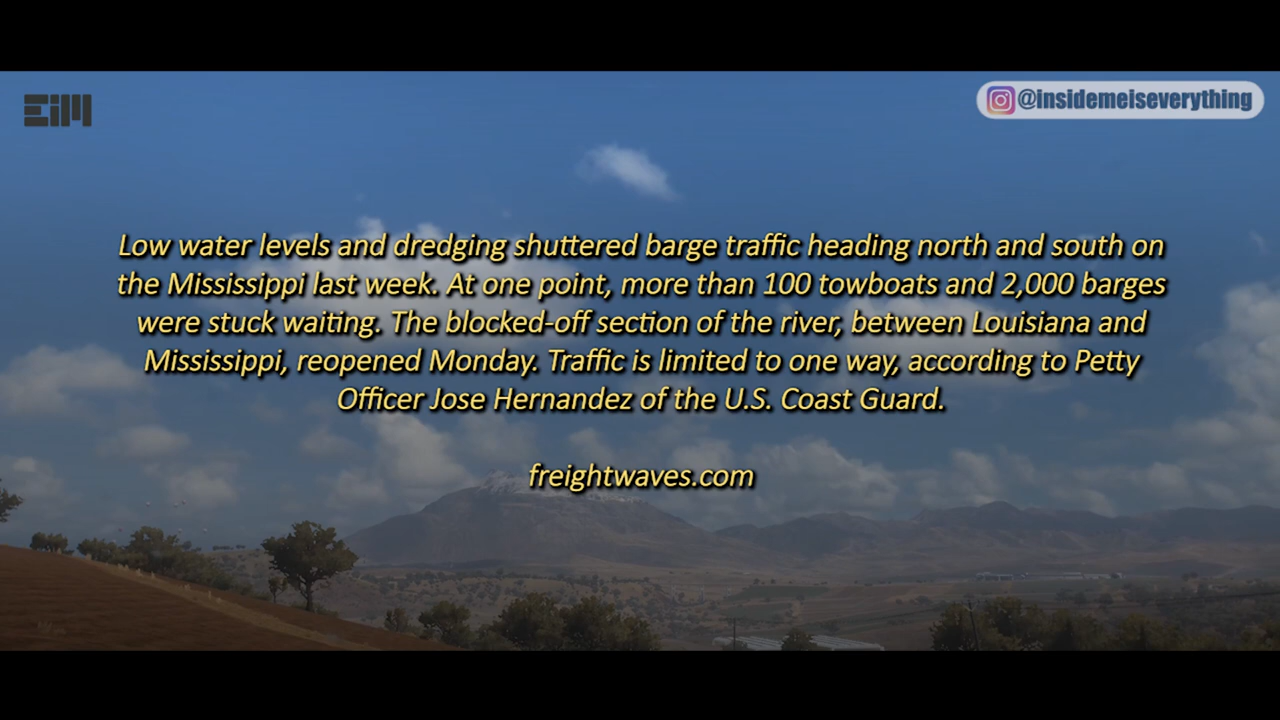 EiM
@insidemeiseverything
Low water levels and dredging shuttered barge traffic heading north and south on
the Mississippi last week. At one point, more than 100 towboats and 2,000 barges
were stuck waiting. The blocked-off section of the river, between Louisiana and
Mississippi, reopened Monday. Traffic is limited to one way, according to Petty
Officer Jose Hernandez of the U.S. Coast Guard.
freightwaves.com